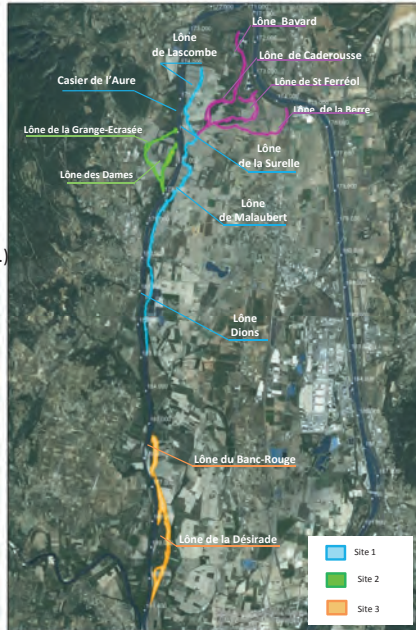 Lône Bavard
Lône
de Lascombe
Lône de Caderousse
Casier de l'Aure
Lône de St Ferréol
Lône de la Berre
Lône de la Grange-Ecrasée
Lône
de la Surelle
Lône des Dames
Lône
de Malaubert
.)
Lône
Dions
Lône du Banc-Rouge
Lône de la Désirade
Site 1
Site 2
Site 3